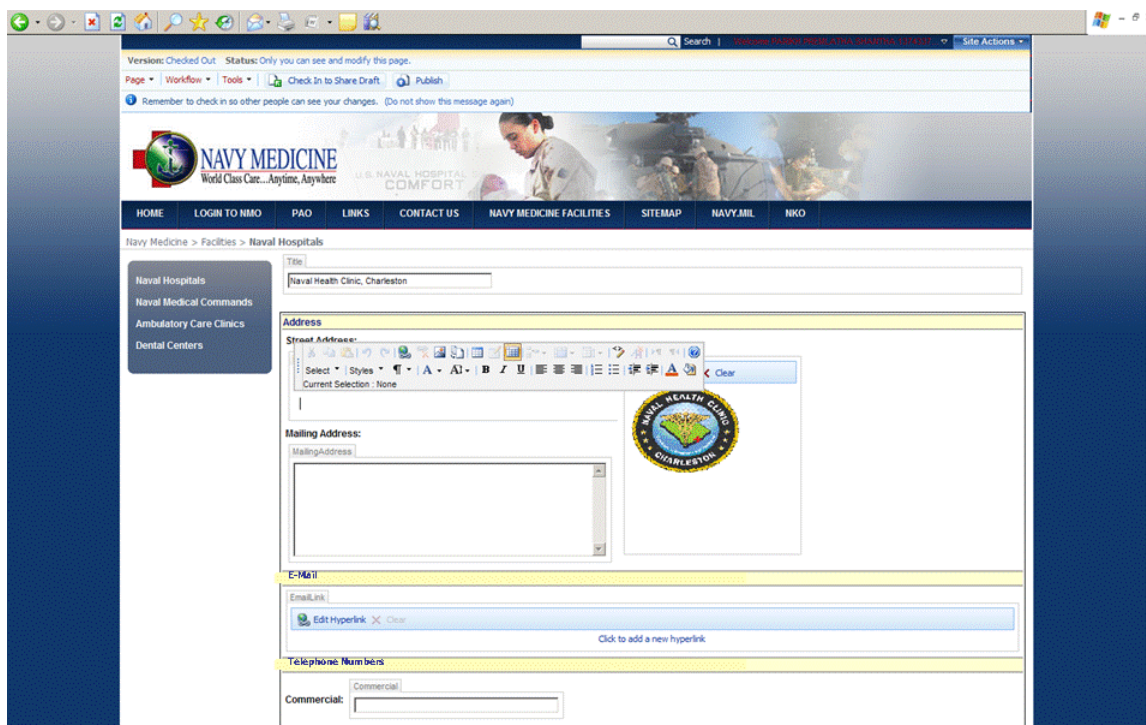 Search | Site Actions
Version: Checked Out Status: Only you can see and modify this page.
Page Workflow Tools Check In to Share Draft Publish
Remember to check in so other people can see your changes. (Do not show this message again)
NAVY MEDICINE
World Class Care...Anytime, Anywhere
U.S. NAVAL HOSPITAL
COMFORT
HOME LOGIN TO NMO PAO LINKS CONTACT US NAVY MEDICINE FACILITIES SITEMAP NAVY.MIL NKO
Navy Medicine > Facilities > Naval Hospitals
Title
Naval Health Clinic, Charleston
Naval Hospitals
Naval Medical Commands
Ambulatory Care Clinics
Dental Centers
Address
Street Address:
Select Styles A A B I U A
Clear
Current Selection : None
NAVAL HEALTH CLINIC
CHARLESTON
Mailing Address:
MailingAddress
E-Mail
EmailLink
Edit Hyperlink Clear
Click to add a new hyperlink
Telephone Numbers
Commercial
Commercial: